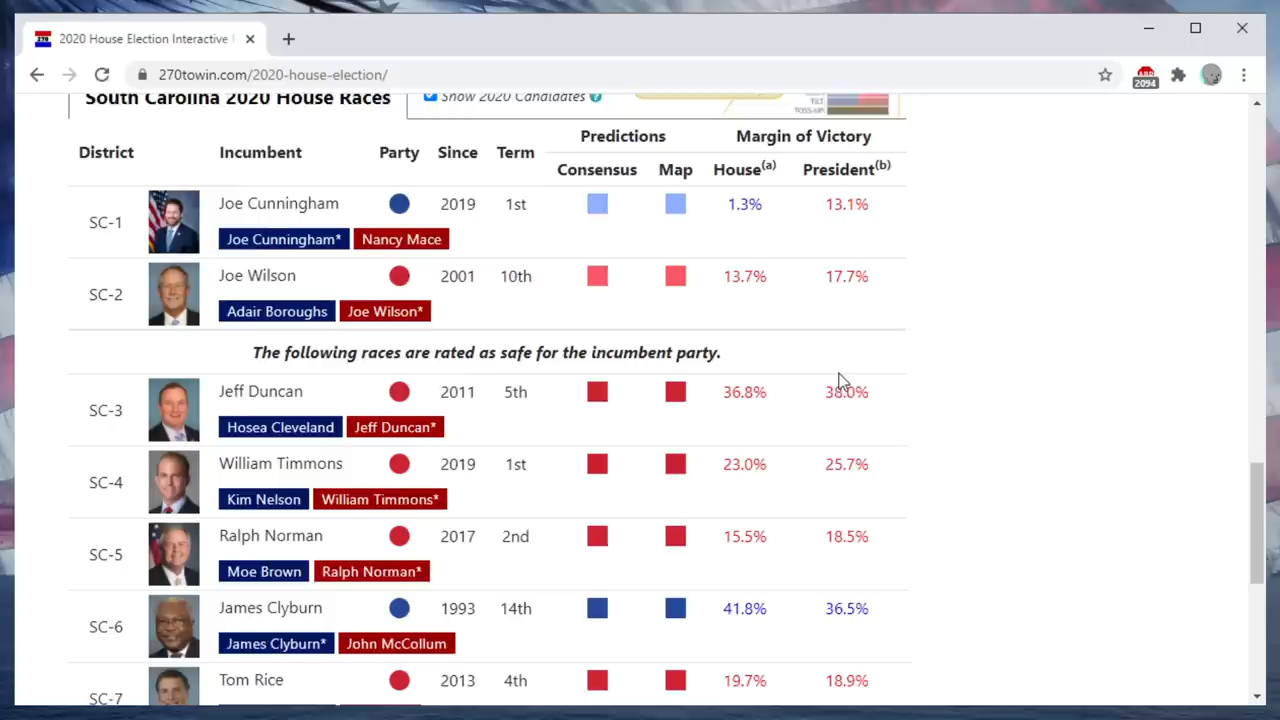 2020 House Election Interactive
270towin.com/2020-house-election/
2094
South Carolina 2020 House Races
Show 2020 Candidates ?
TILT
TOSS-UP
Predictions Margin of Victory
District Incumbent Party Since Term Consensus Map House(a) President(b)
SC-1 Joe Cunningham 2019 1st 1.3% 13.1%
Joe Cunningham* Nancy Mace
SC-2 Joe Wilson 2001 10th 13.7% 17.7%
Adair Boroughs Joe Wilson*
The following races are rated as safe for the incumbent party.
SC-3 Jeff Duncan 2011 5th 36.8% 38.0%
Hosea Cleveland Jeff Duncan*
SC-4 William Timmons 2019 1st 23.0% 25.7%
Kim Nelson William Timmons*
SC-5 Ralph Norman 2017 2nd 15.5% 18.5%
Moe Brown Ralph Norman*
SC-6 James Clyburn 1993 14th 41.8% 36.5%
James Clyburn* John McCollum
SC-7 Tom Rice 2013 4th 19.7% 18.9%